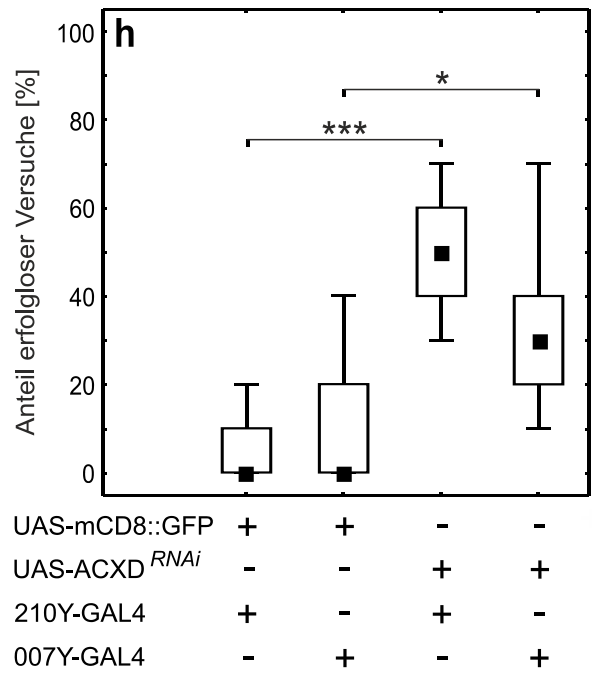 h
100
80
60
40
20
0
Anteil erfolgloser Versuche [%]
***
*
UAS-mCD8::GFP + + - -
UAS-ACXD RNAi - - + +
210Y-GAL4 + - + -
007Y-GAL4 - + - +